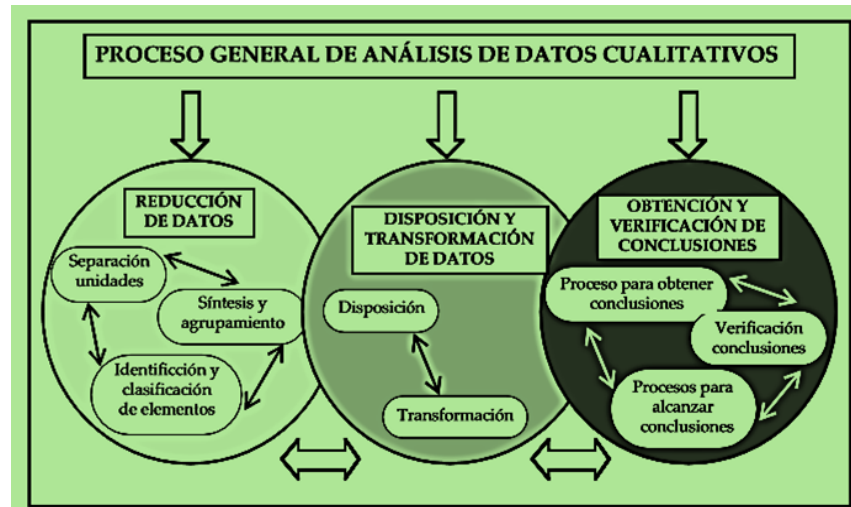 PROCESO GENERAL DE ANÁLISIS DE DATOS CUALITATIVOS
REDUCCIÓN
DE DATOS
Separación
unidades
Síntesis y
agrupamiento
Identificción y
clasificación
de elementos
DISPOSICIÓN Y
TRANSFORMACIÓN
DE DATOS
Disposición
Transformación
OBTENCIÓN Y
VERIFICACIÓN DE
CONCLUSIONES
Proceso para obtener
conclusiones
Verificación
conclusiones
Procesos para
alcanzar
conclusiones